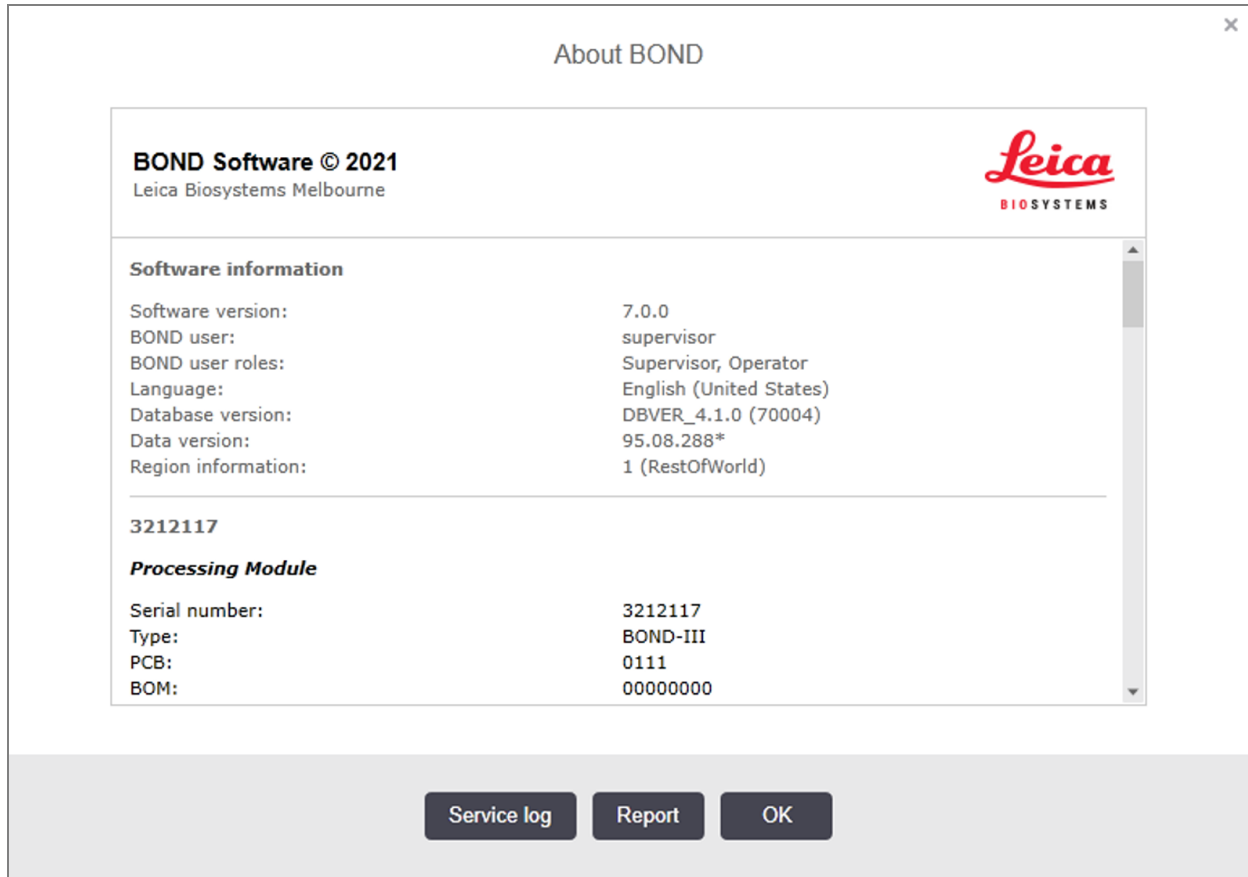 ×
About BOND
BOND Software © 2021
Leica Biosystems Melbourne
Leica
BIOSYSTEMS
Software information
Software version: 7.0.0
BOND user: supervisor
BOND user roles: Supervisor, Operator
Language: English (United States)
Database version: DBVER_4.1.0 (70004)
Data version: 95.08.288*
Region information: 1 (RestOfWorld)
3212117
Processing Module
Serial number: 3212117
Type: BOND-III
PCB: 0111
BOM: 00000000
Service log Report OK